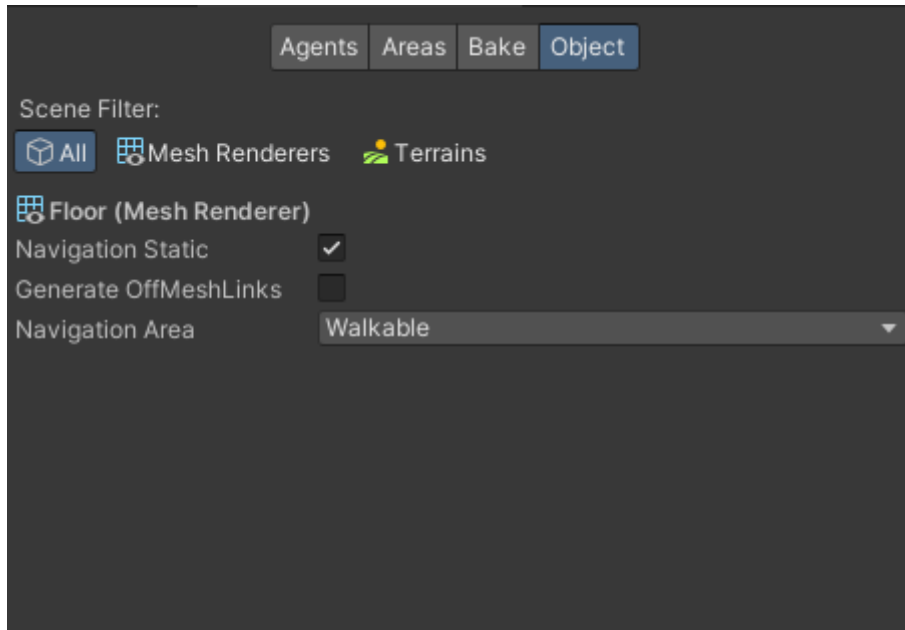 Agents Areas Bake Object
Scene Filter:
All Mesh Renderers Terrains
Floor (Mesh Renderer)
Navigation Static
Generate OffMeshLinks
Navigation Area Walkable